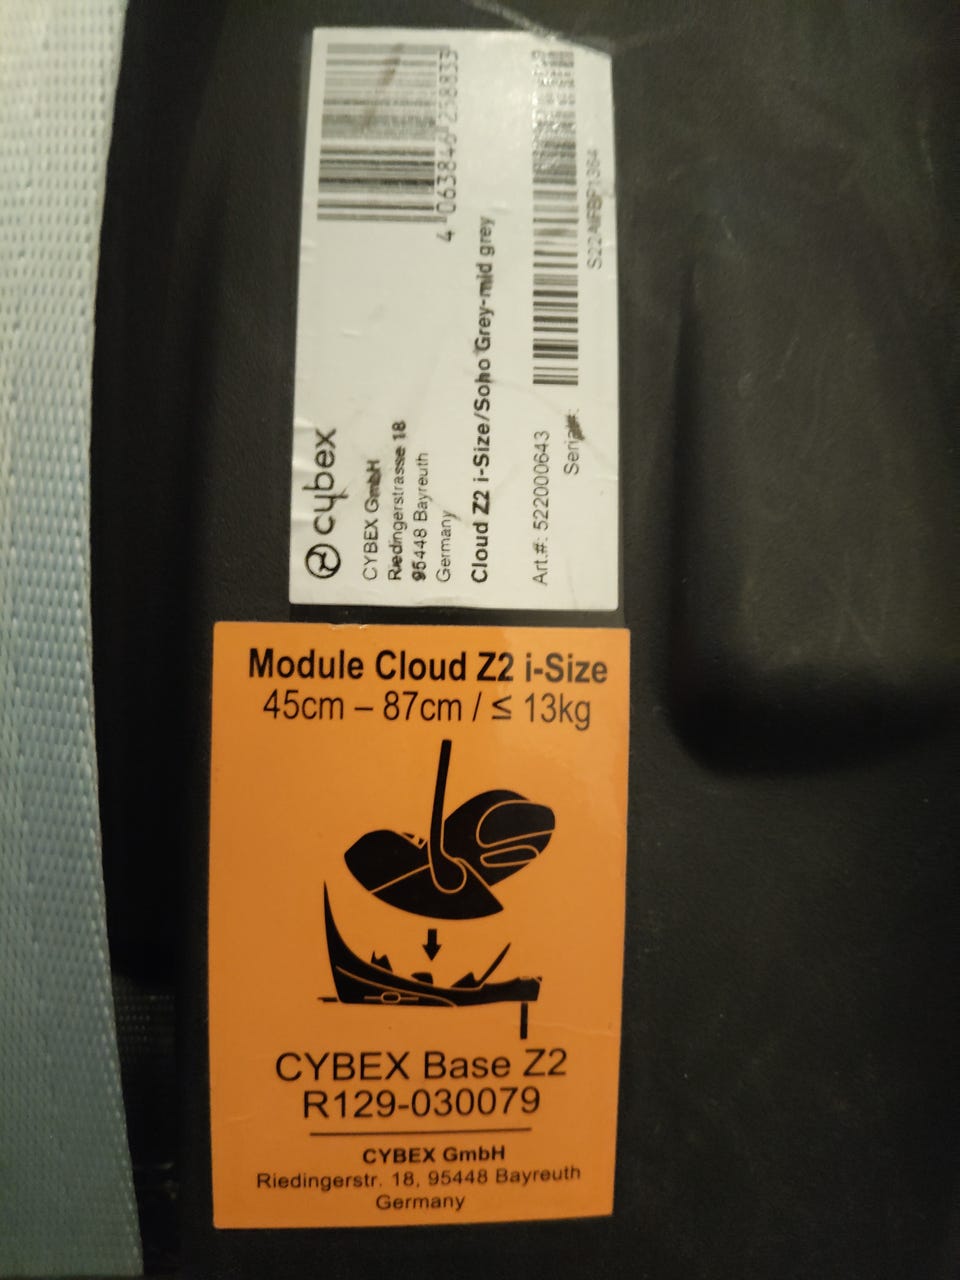 cybex
CYBEX GmbH
Riedingerstrasse 18
95448 Bayreuth
Germany
Cloud Z2 i-Size/Soho Grey-mid grey
Art.#: 522000643
Serial#:
Module Cloud Z2 i-Size
45cm – 87cm / ≤ 13kg
CYBEX Base Z2
R129-030079
CYBEX GmbH
Riedingerstr. 18, 95448 Bayreuth
Germany